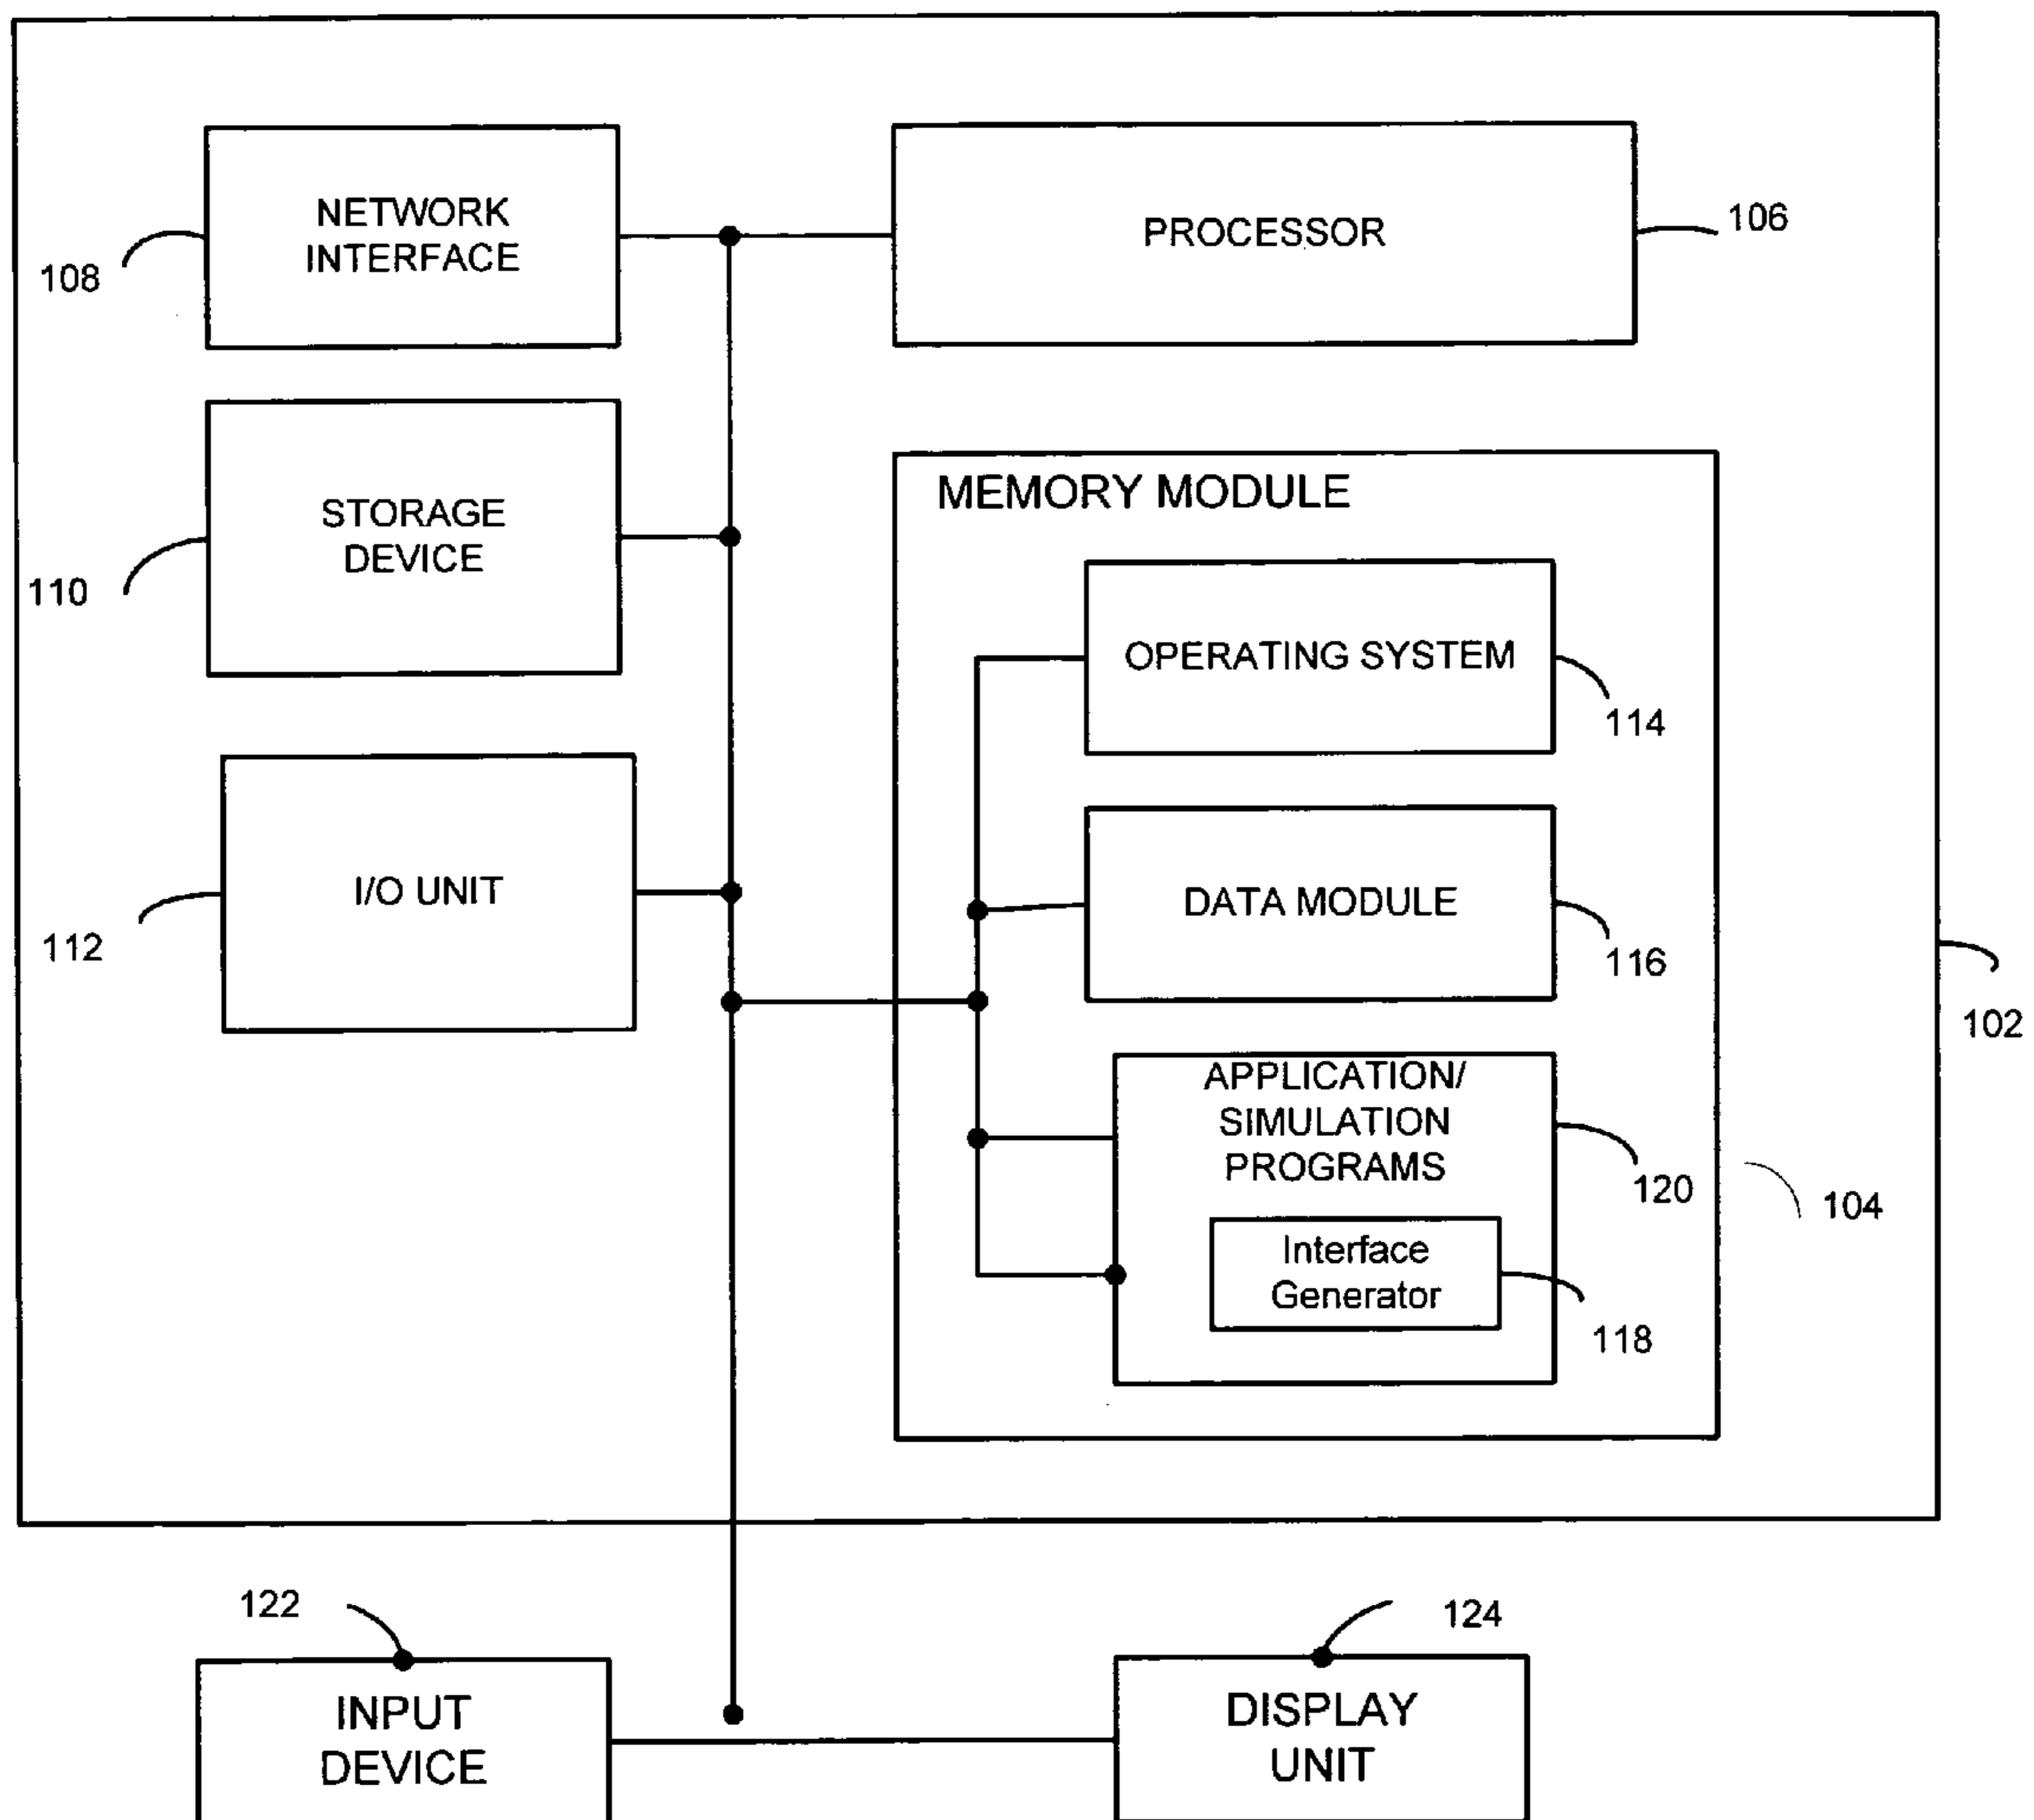 NETWORK
INTERFACE
108
PROCESSOR
106
STORAGE
DEVICE
110
MEMORY MODULE
OPERATING SYSTEM
114
I/O UNIT
112
DATA MODULE
116
102
APPLICATION/
SIMULATION
PROGRAMS
120
104
Interface
Generator
118
122
INPUT
DEVICE
124
DISPLAY
UNIT